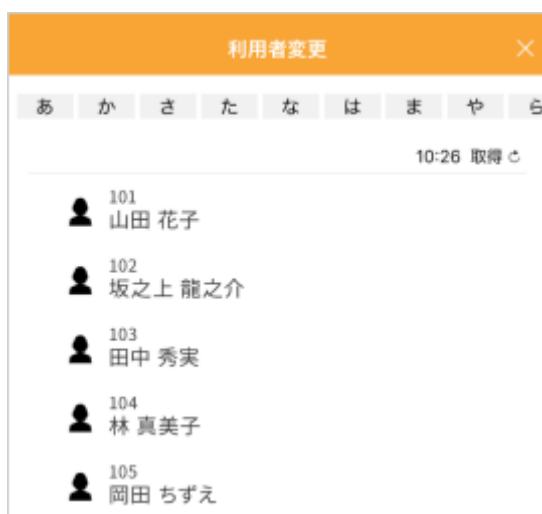 利用者変更 ×
あ か さ た な は ま や ら
10:26 取得
101
山田 花子
102
坂之上 龍之介
103
田中 秀実
104
林 真美子
105
岡田 ちずえ